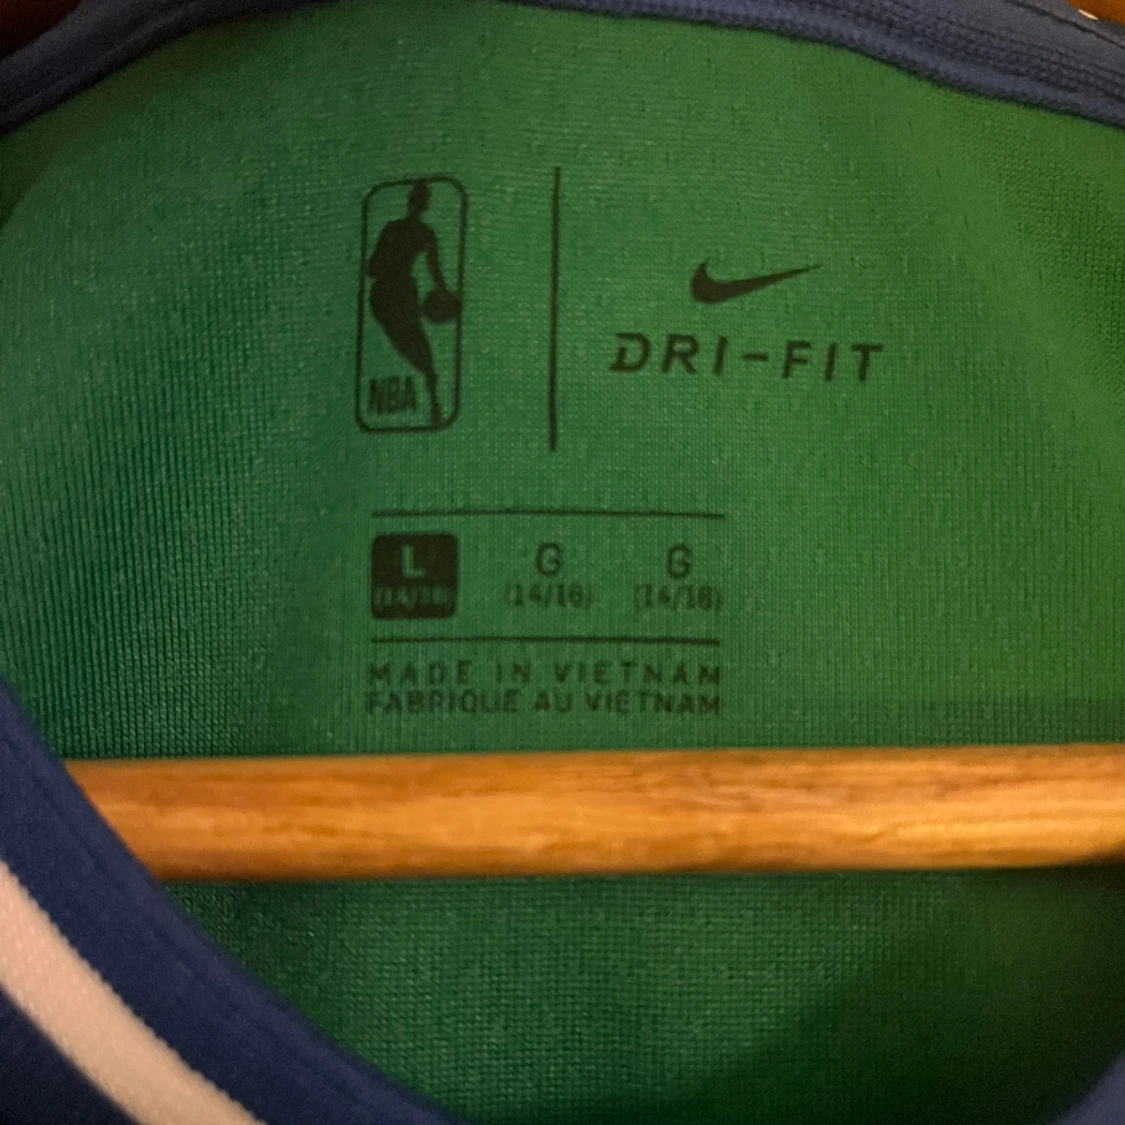 NBA
DRI-FIT
L G G
(14/16) (14/16) (14/16)
MADE IN VIETNAM
FABRIQUE AU VIETNAM